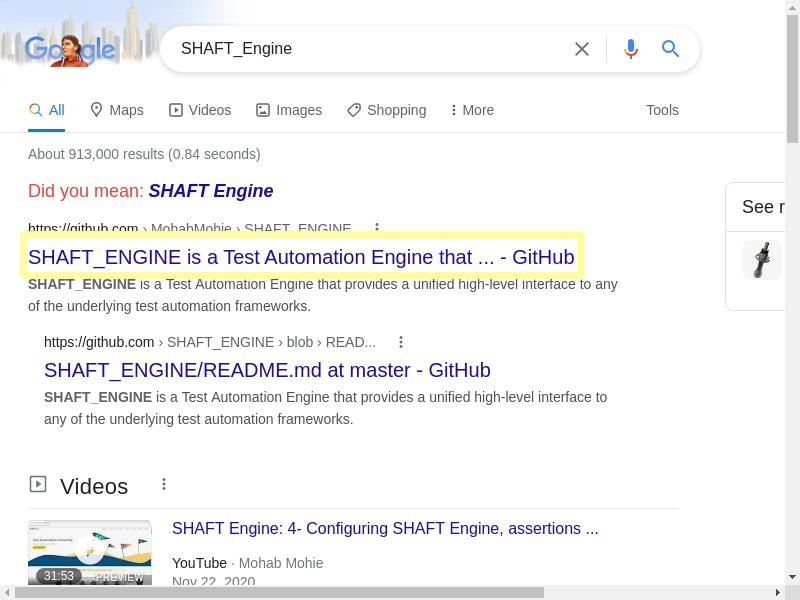 Google
SHAFT_Engine
All Maps Videos Images Shopping More Tools
About 913,000 results (0.84 seconds)
Did you mean: SHAFT Engine
https://github.com › MohabMohie › SHAFT_ENGINE
SHAFT_ENGINE is a Test Automation Engine that ... - GitHub
SHAFT_ENGINE is a Test Automation Engine that provides a unified high-level interface to any
of the underlying test automation frameworks.
https://github.com › SHAFT_ENGINE › blob › READ...
SHAFT_ENGINE/README.md at master - GitHub
SHAFT_ENGINE is a Test Automation Engine that provides a unified high-level interface to
any of the underlying test automation frameworks.
See r
Videos
SHAFT Engine: 4- Configuring SHAFT Engine, assertions ...
YouTube · Mohab Mohie
Nov 22, 2020
31:53 PREVIEW